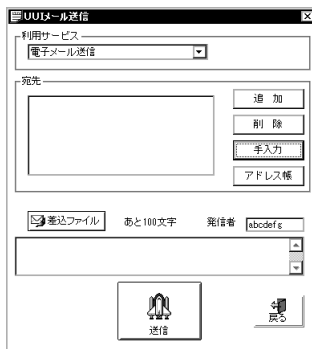 UUIメール送信
利用サービス
電子メール送信
宛先
追 加
削 除
手入力
アドレス帳
差込ファイル あと100文字 発信者 abcdefg
送信
戻る